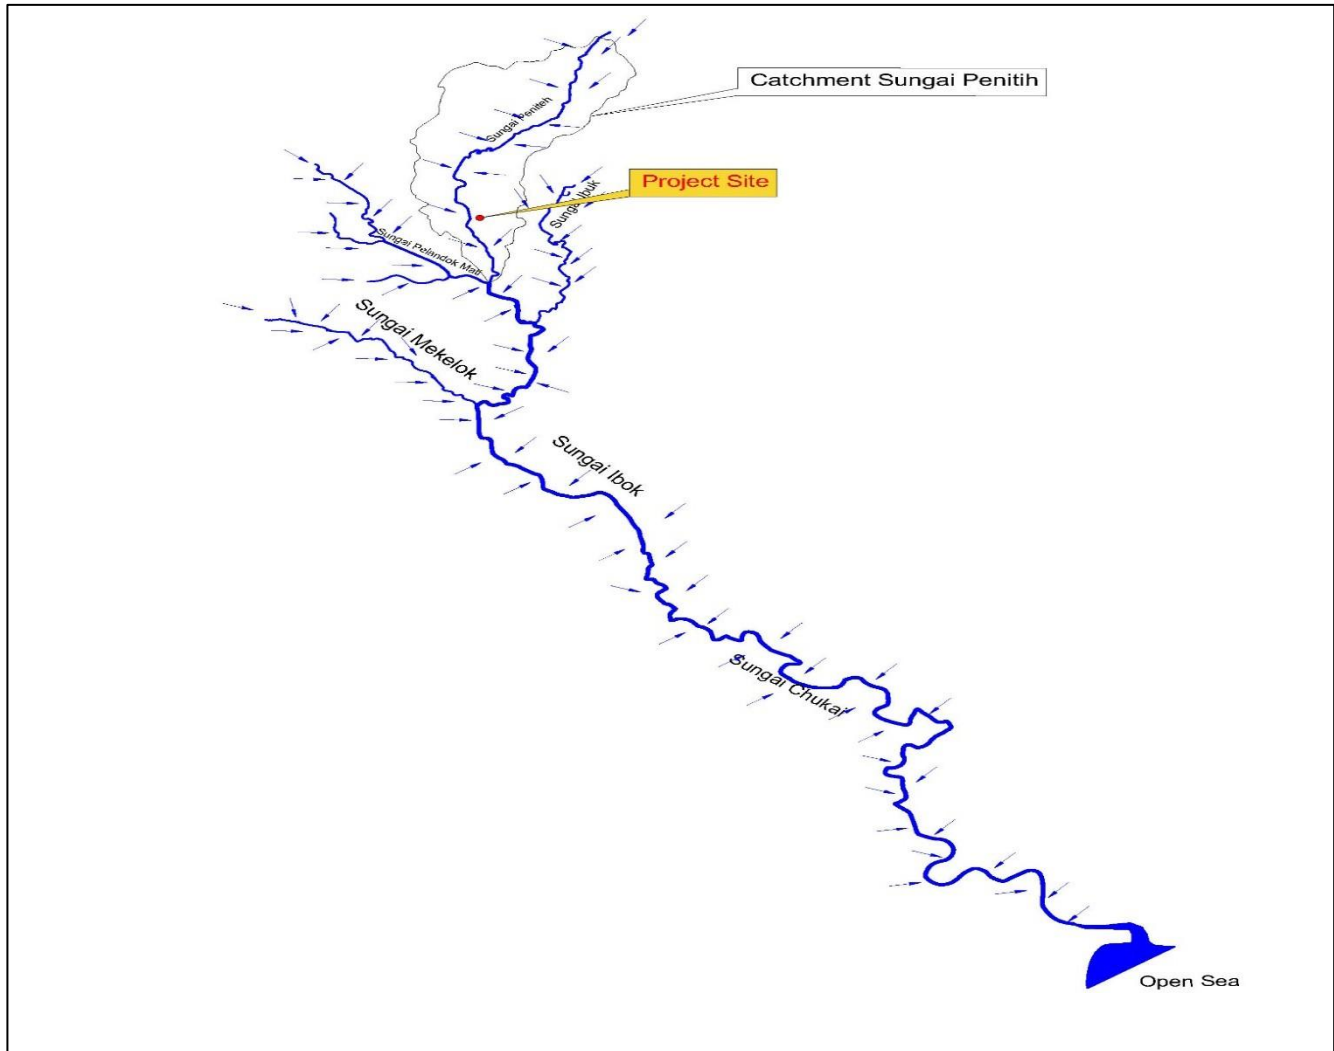 Catchment Sungai Penitih
Sungai Peniteh
Project Site
Sungai Ibuk
Sungai Pelandok Mati
Sungai Mekelok
Sungai Ibok
Sungai Chukai
Open Sea